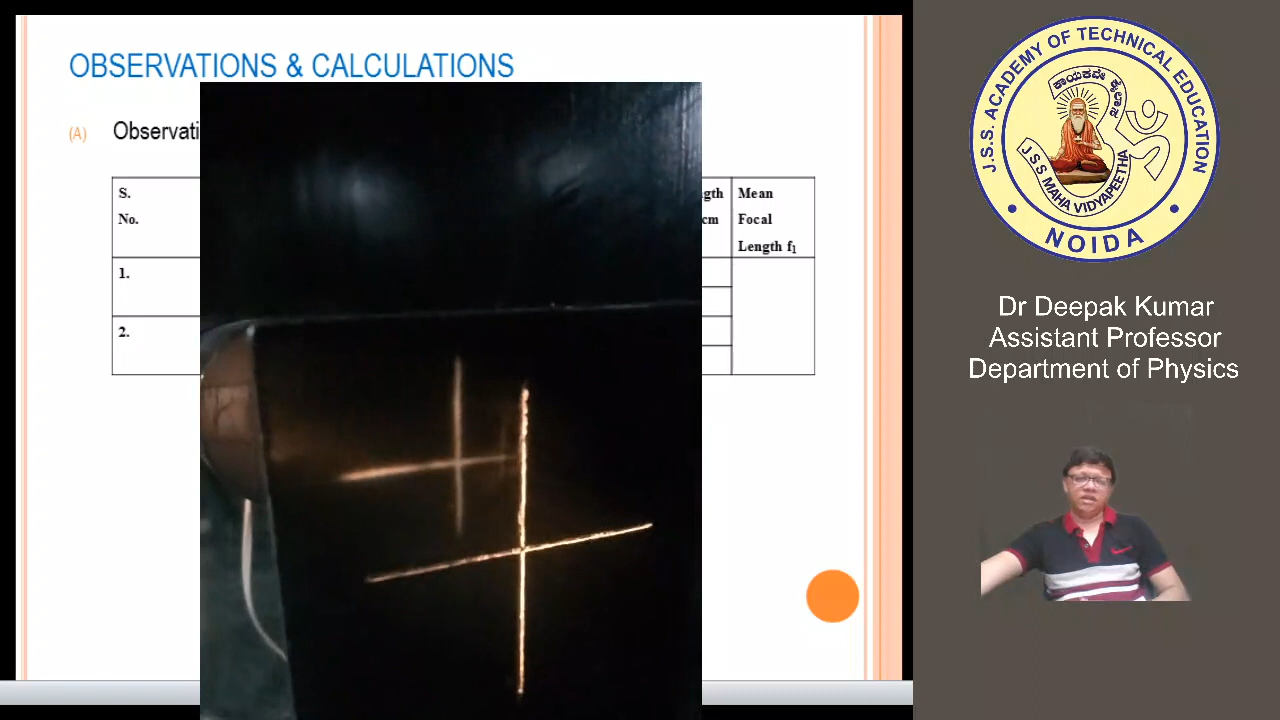 OBSERVATIONS & CALCULATIONS
(A) Observati
S.
No.
gth
cm
Mean
Focal
Length f₁
1.
2.
J.S.S. ACADEMY OF TECHNICAL EDUCATION
JSS MAHA VIDYAPEETHA
NOIDA
Dr Deepak Kumar
Assistant Professor
Department of Physics